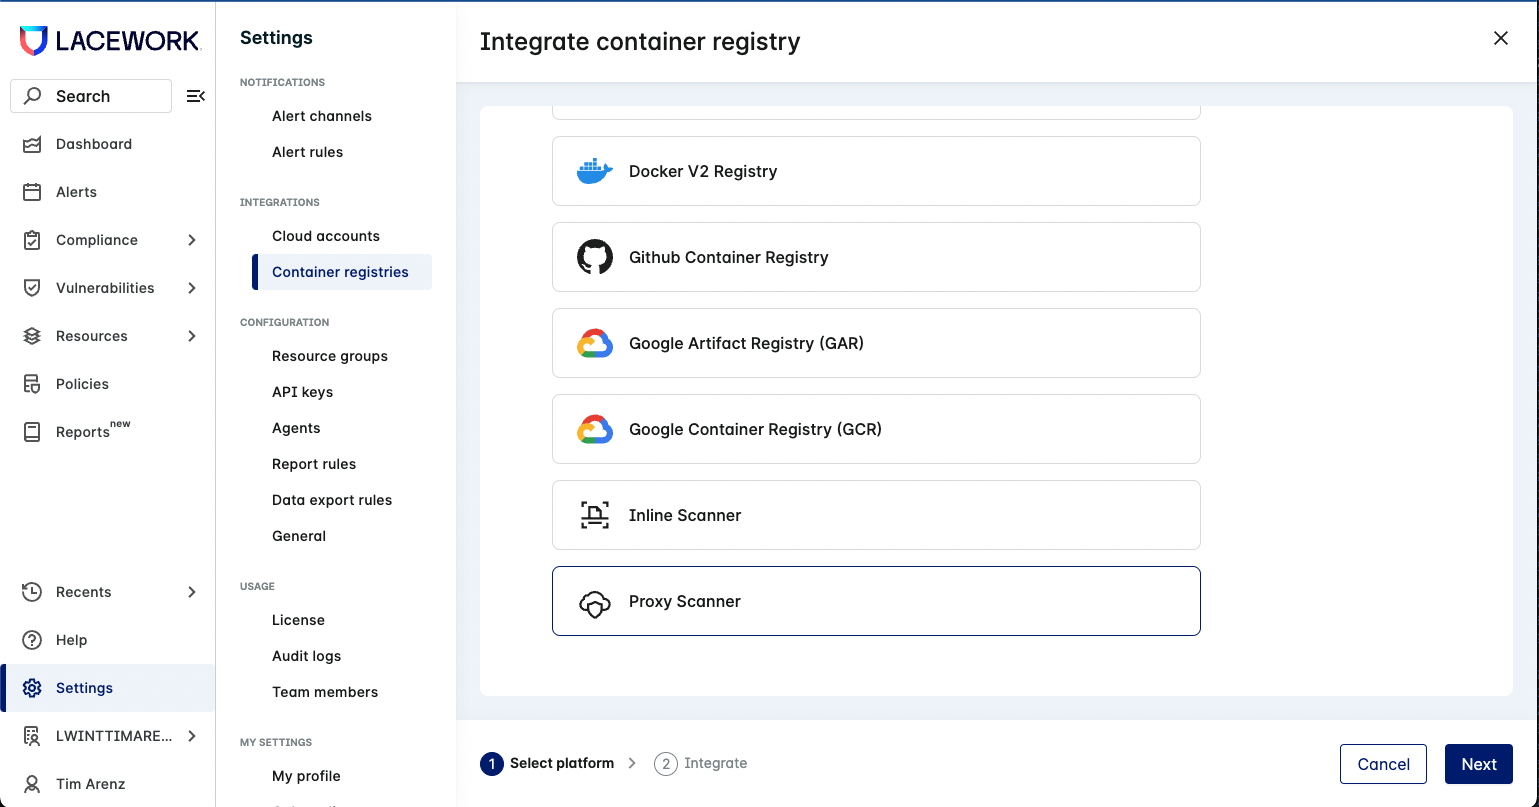 LACEWORK
Search
Dashboard
Alerts
Compliance
Vulnerabilities
Resources
Policies
Reports new
Recents
Help
Settings
LWINTTIMARE...
Tim Arenz
Settings
NOTIFICATIONS
Alert channels
Alert rules
INTEGRATIONS
Cloud accounts
Container registries
CONFIGURATION
Resource groups
API keys
Agents
Report rules
Data export rules
General
USAGE
License
Audit logs
Team members
MY SETTINGS
My profile
Integrate container registry
Docker V2 Registry
Github Container Registry
Google Artifact Registry (GAR)
Google Container Registry (GCR)
Inline Scanner
Proxy Scanner
1 Select platform
2 Integrate
Cancel
Next